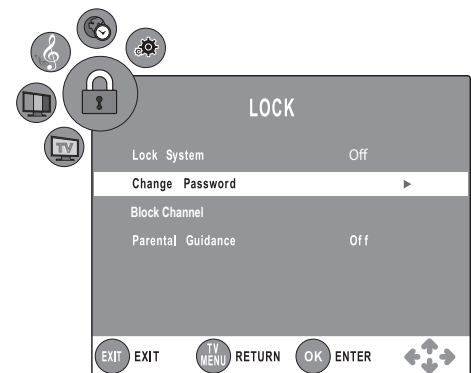 LOCK
TV
Lock System Off
Change Password ▶
Block Channel
Parental Guidance Off
EXIT EXIT TV MENU RETURN OK ENTER